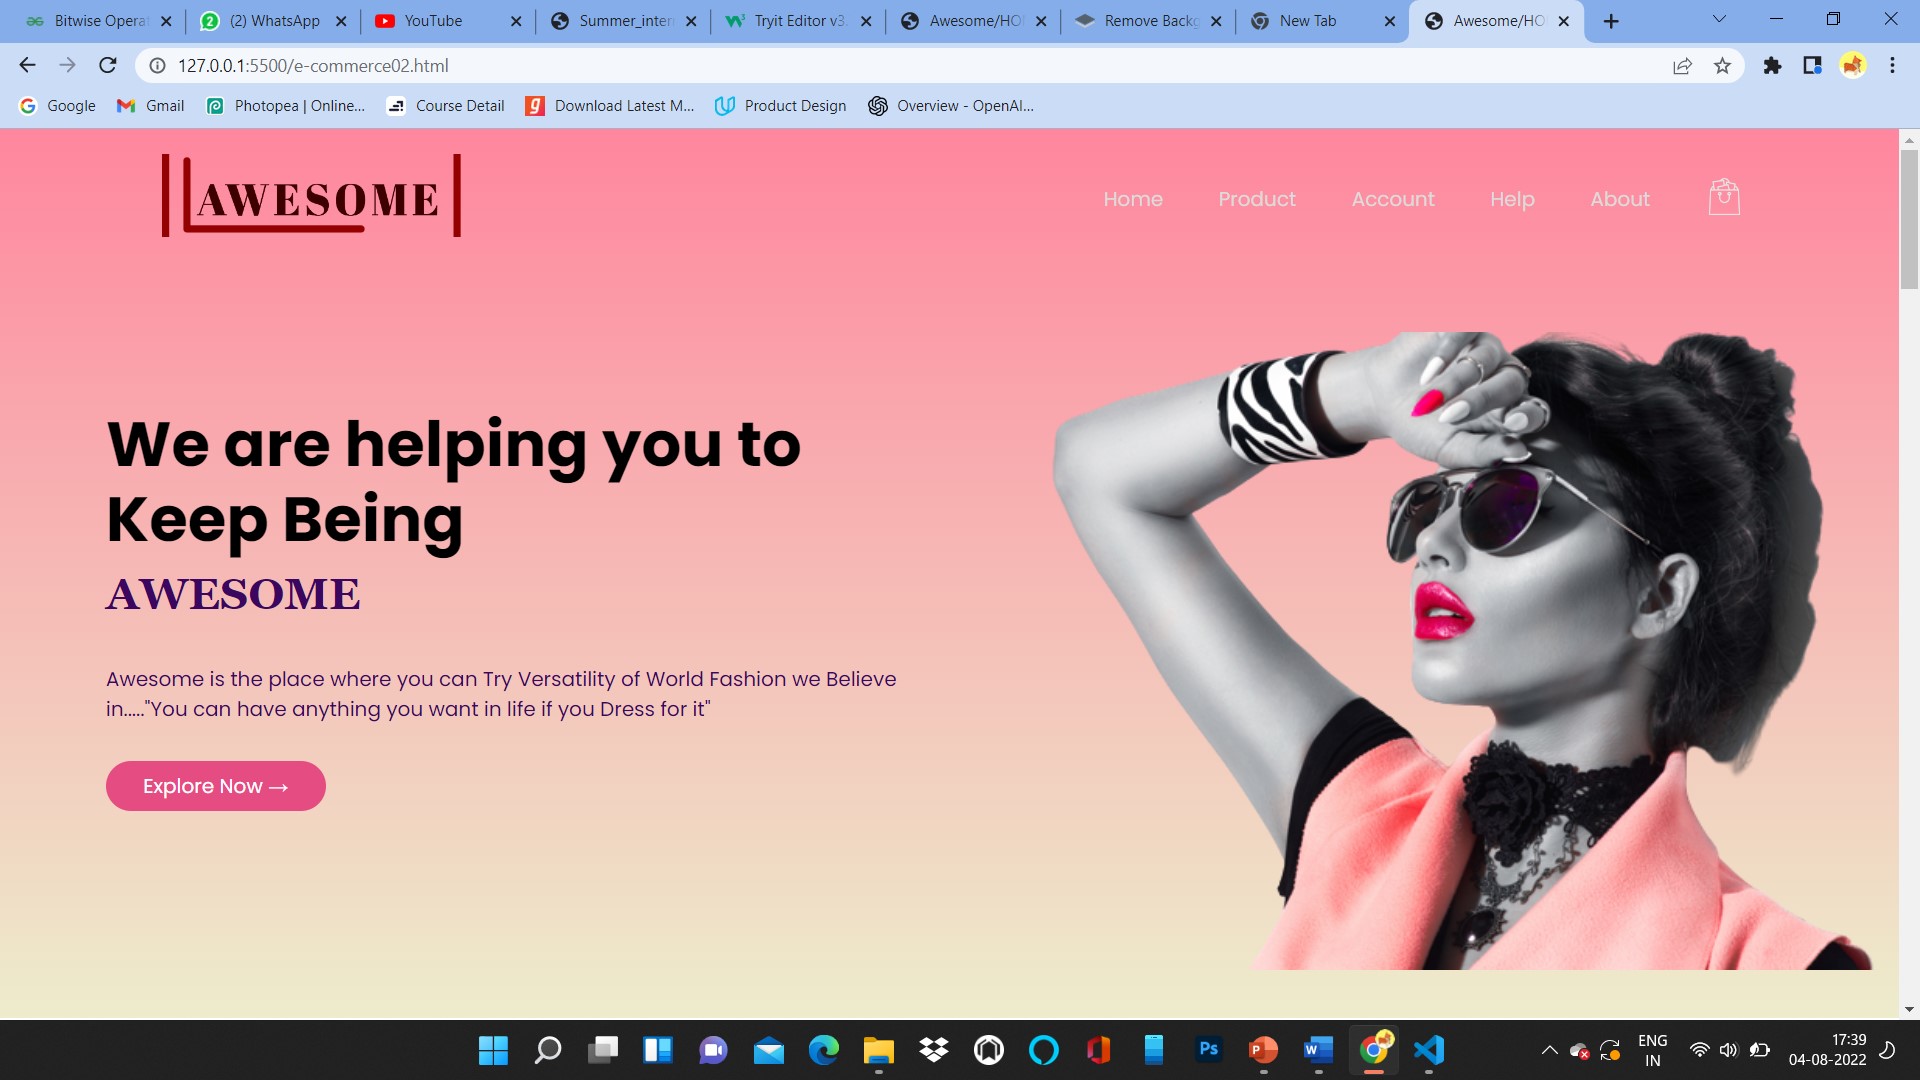 Bitwise Operat
(2) WhatsApp
YouTube
Summer_inter
Tryit Editor v3.
Awesome/HO
Remove Backg
New Tab
Awesome/HO
127.0.0.1:5500/e-commerce02.html
Google
Gmail
Photopea | Online...
Course Detail
Download Latest M...
Product Design
Overview - OpenAI...
AWESOME
Home
Product
Account
Help
About
We are helping you to
Keep Being
AWESOME
Awesome is the place where you can Try Versatility of World Fashion we Believe
in....."You can have anything you want in life if you Dress for it"
Explore Now →
ENG
IN
17:39
04-08-2022